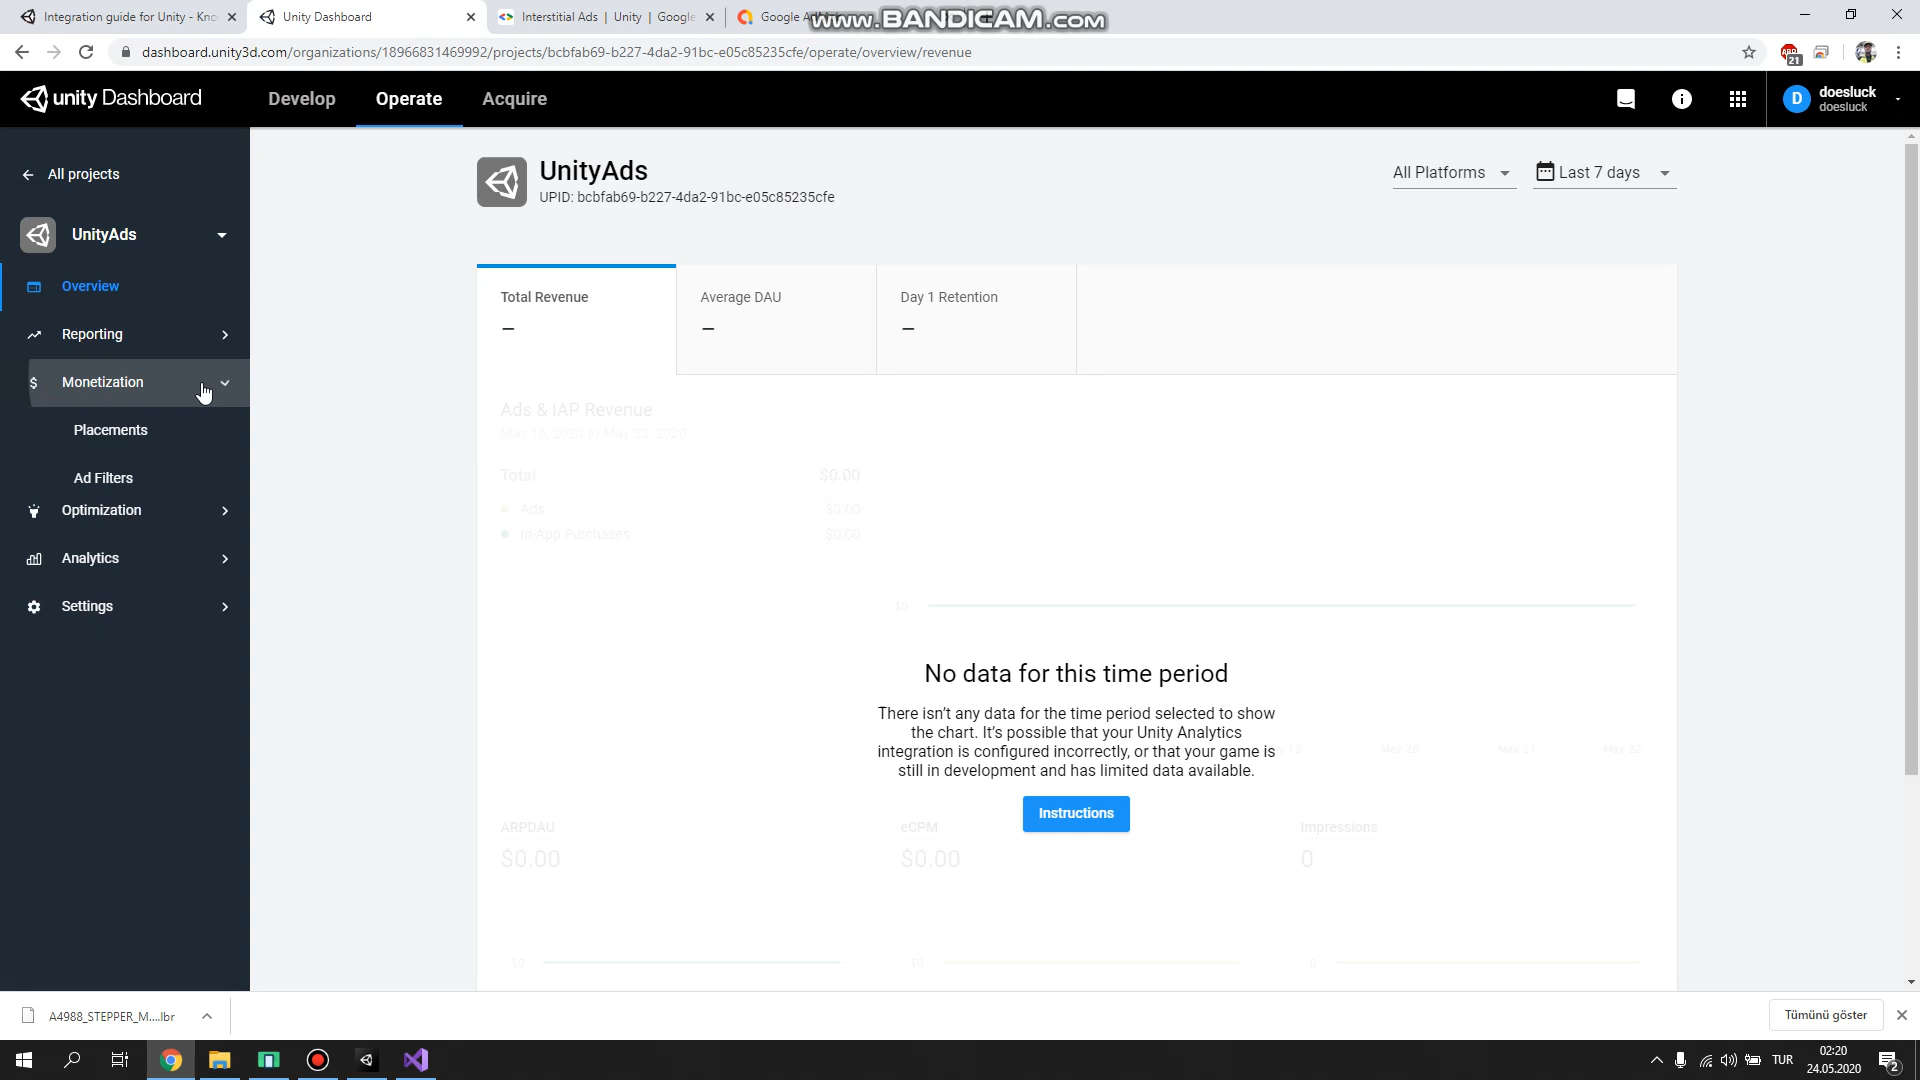 Integration guide for Unity - Kno
Unity Dashboard
Interstitial Ads | Unity | Google
Google Ad
www.BANDICAM.com
dashboard.unity3d.com/organizations/18966831469992/projects/bcbfab69-b227-4da2-91bc-e05c85235cfe/operate/overview/revenue
21
unity Dashboard
Develop
Operate
Acquire
D
doesluck
doesluck
All projects
UnityAds
Overview
Reporting
Monetization
Placements
Ad Filters
Optimization
Analytics
Settings
UnityAds
UPID: bcbfab69-b227-4da2-91bc-e05c85235cfe
All Platforms
Last 7 days
Total Revenue
–
Average DAU
–
Day 1 Retention
–
Ads & IAP Revenue
May 16, 2020 to May 22, 2020
Total $0.00
Ads $0.00
In-App Purchases $0.00
$0
No data for this time period
There isn't any data for the time period selected to show
the chart. It's possible that your Unity Analytics
integration is configured incorrectly, or that your game is
still in development and has limited data available.
19 May 20 May 21 May 22
Instructions
ARPDAU
$0.00
eCPM
$0.00
Impressions
0
$0
$0
0
A4988_STEPPER_M....lbr
Tümünü göster
TUR
02:20
24.05.2020
2